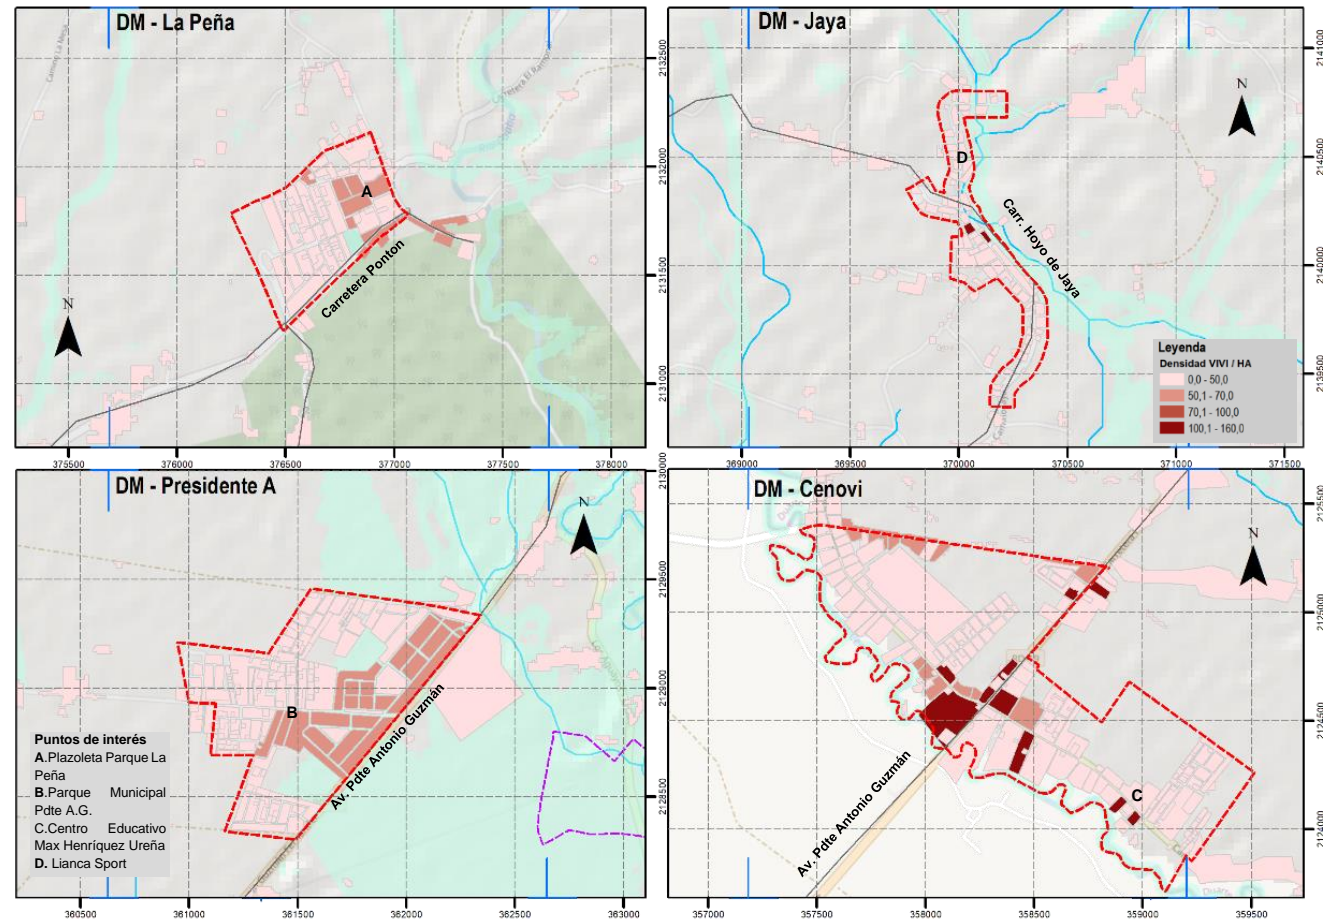 DM - La Peña
Camino La Mesa
N
A
Carretera Ponton
2132500
2132000
2131500
2131000
375500
376000
376500
377000
377500
378000
DM - Jaya
N
D
Carr. Hoyo de Jaya
Leyenda
Densidad VIVI / HA
0,0 - 50,0
50,1 - 70,0
70,1 - 100,0
100,1 - 160,0
2141000
2140500
2140000
2139500
369000
369500
370000
370500
371000
371500
DM - Presidente A
N
B
Av. Pdte Antonio Guzmán
Puntos de interés
A.Plazoleta Parque La
Peña
B.Parque Municipal
Pdte A.G.
C.Centro Educativo
Max Henríquez Ureña
D. Lianca Sport
2130000
2129500
2129000
2128500
360500
361000
361500
362000
362500
363000
DM - Cenovi
N
C
Av. Pdte Antonio Guzmán
2125500
2125000
2124500
2124000
357000
357500
358000
358500
359000
359500